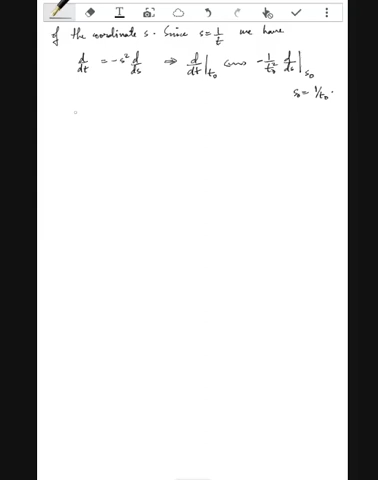 of the coordinate s. Since s = 1/t we have
d/dt = -s² d/ds ⇒ d/dt|_{t₀} ⟷ -1/t₀² d/ds|_{s₀}
s₀ = 1/t₀.